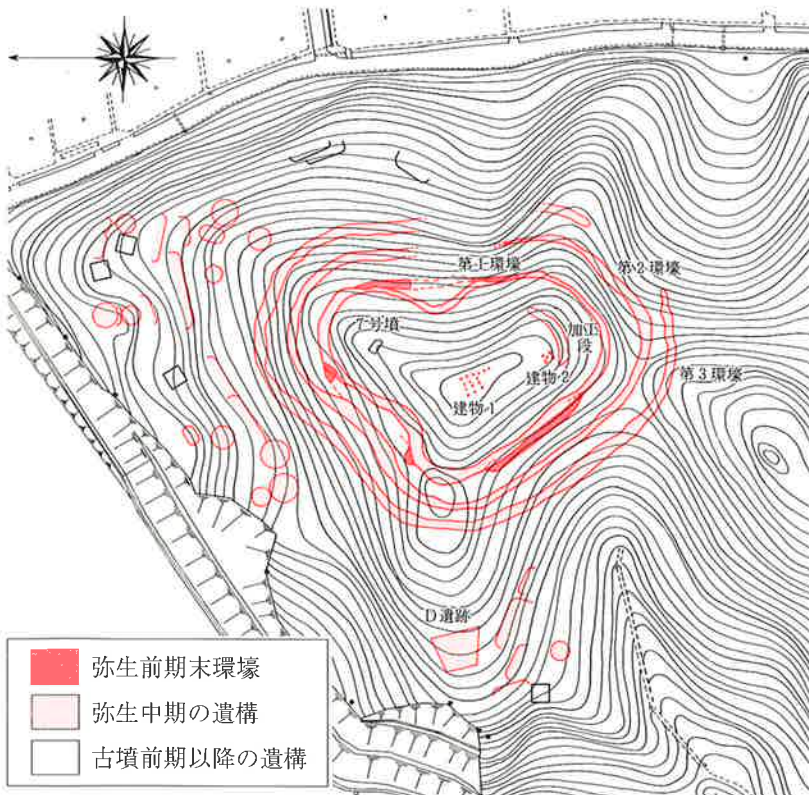 第1環壕
第2環壕
7号墳
加工
段
建物-2
第3環壕
建物-1
D遺跡
弥生前期末環壕
弥生中期の遺構
古墳前期以降の遺構